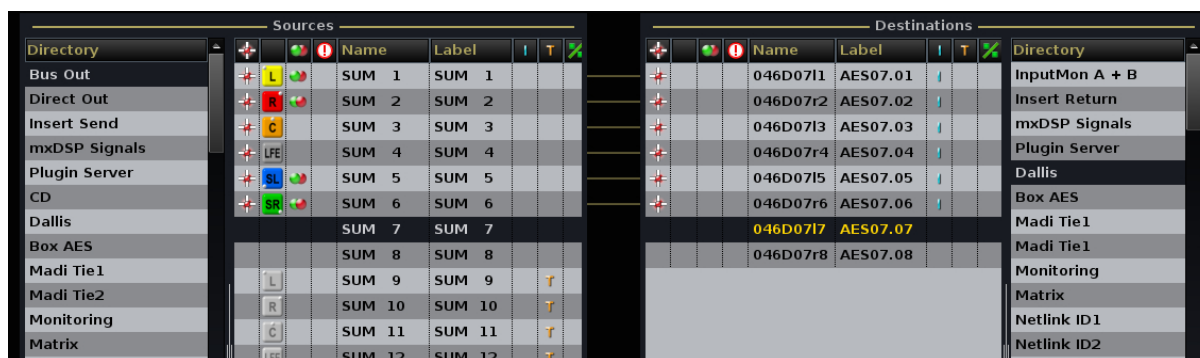 Sources
Destinations
Directory
Bus Out
Direct Out
Insert Send
mxDSP Signals
Plugin Server
CD
Dallis
Box AES
Madi Tie1
Madi Tie2
Monitoring
Matrix
Name Label I T
L SUM 1 SUM 1
R SUM 2 SUM 2
C SUM 3 SUM 3
LFE SUM 4 SUM 4
SL SUM 5 SUM 5
SR SUM 6 SUM 6
SUM 7 SUM 7
SUM 8 SUM 8
L SUM 9 SUM 9 T
R SUM 10 SUM 10 T
C SUM 11 SUM 11 T
LFE SUM 12 SUM 12
Name Label I T
046D07l1 AES07.01 I
046D07r2 AES07.02 I
046D07l3 AES07.03 I
046D07r4 AES07.04 I
046D07l5 AES07.05 I
046D07r6 AES07.06 I
046D07l7 AES07.07
046D07r8 AES07.08
Directory
InputMon A + B
Insert Return
mxDSP Signals
Plugin Server
Dallis
Box AES
Madi Tie1
Madi Tie1
Monitoring
Matrix
Netlink ID1
Netlink ID2